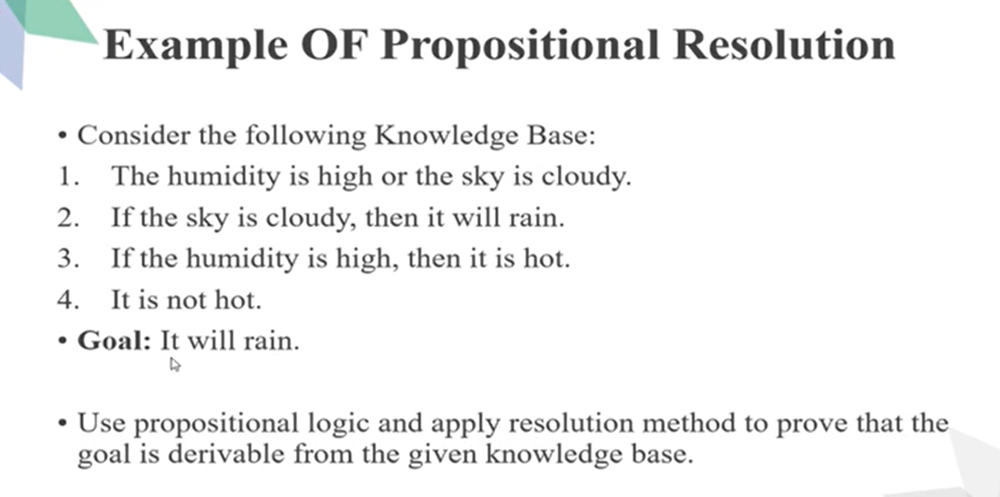 Example OF Propositional Resolution
• Consider the following Knowledge Base:
1. The humidity is high or the sky is cloudy.
2. If the sky is cloudy, then it will rain.
3. If the humidity is high, then it is hot.
4. It is not hot.
• Goal: It will rain.
• Use propositional logic and apply resolution method to prove that the
goal is derivable from the given knowledge base.